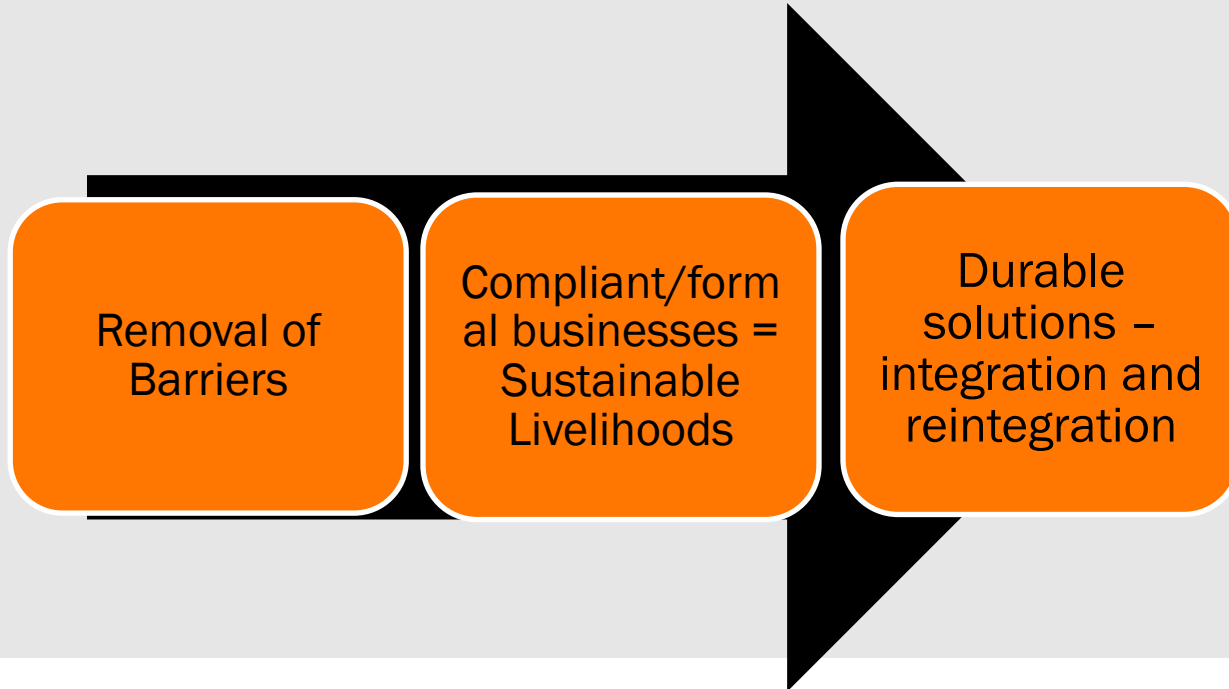 Removal of
Barriers
Compliant/form
al businesses =
Sustainable
Livelihoods
Durable
solutions –
integration and
reintegration